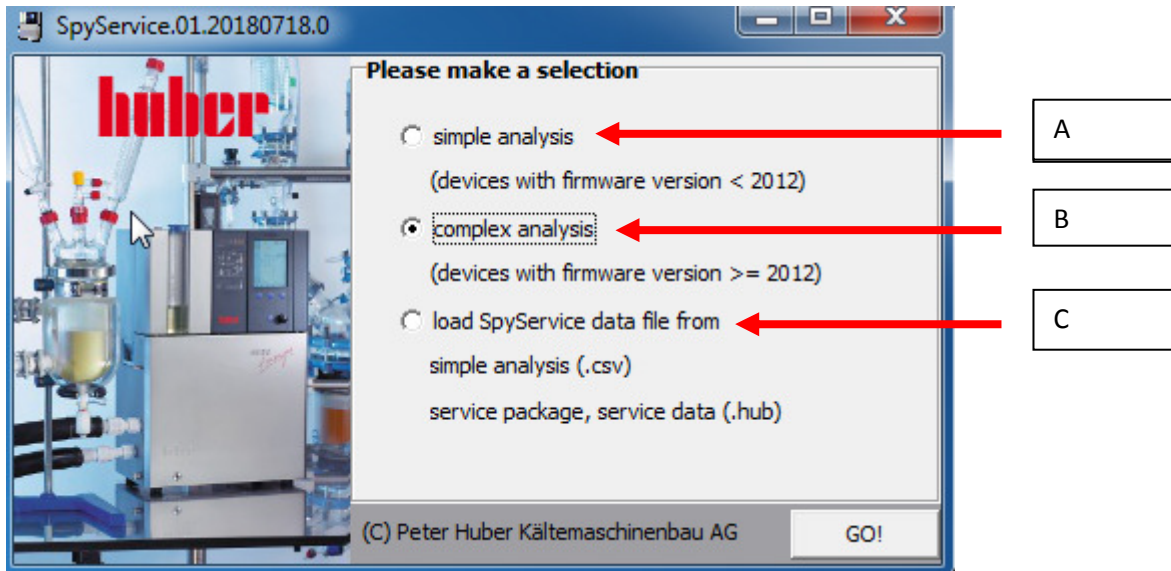 SpyService.01.20180718.0
huber
Please make a selection
simple analysis
(devices with firmware version < 2012)
complex analysis
(devices with firmware version >= 2012)
load SpyService data file from
simple analysis (.csv)
service package, service data (.hub)
(C) Peter Huber Kältemaschinenbau AG
GO!
A
B
C